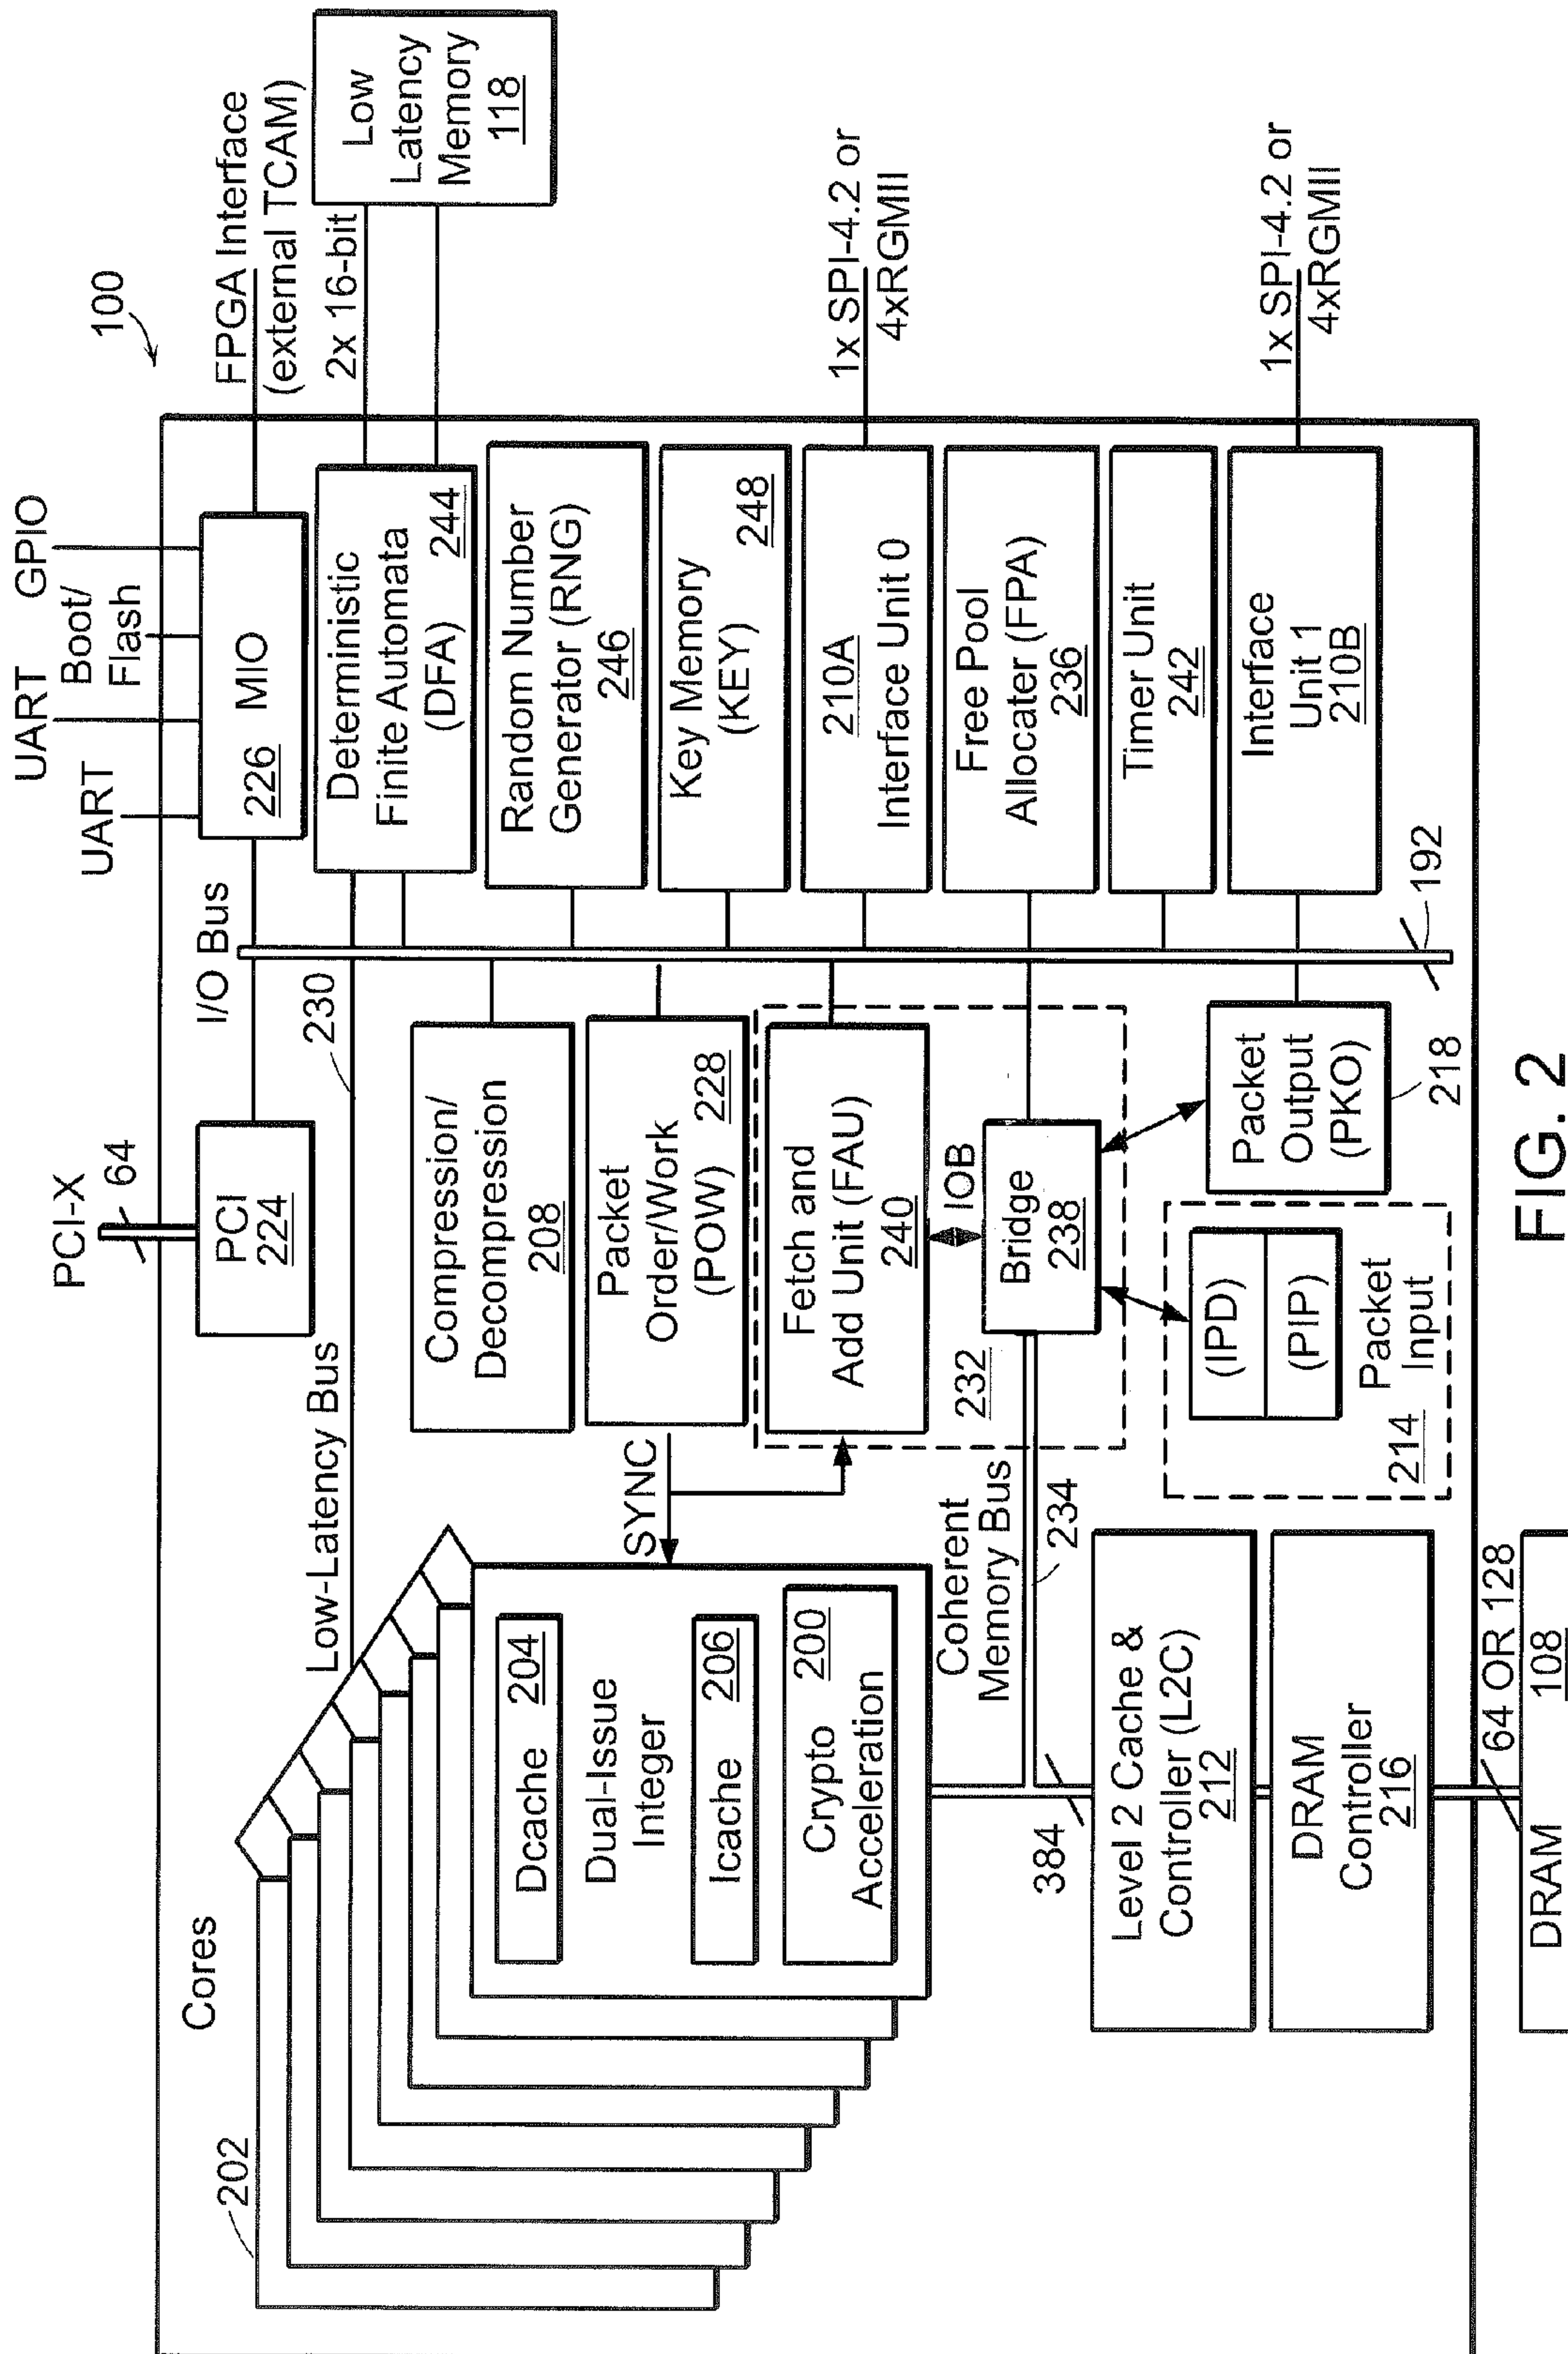 100
PCI-X
64
UART
UART
Boot/
Flash
GPIO
FPGA Interface
(external TCAM)
PCI
224
I/O Bus
MIO
226
2x 16-bit
Low
Latency
Memory
118
Cores
202
Low-Latency Bus
230
Deterministic
Finite Automata
(DFA)
244
Compression/
Decompression
208
Random Number
Generator (RNG)
246
Dcache 204
Dual-Issue
Integer
Icache 206
Crypto 200
Acceleration
SYNC
Packet
Order/Work
(POW) 228
Key Memory
(KEY)
248
Fetch and
Add Unit (FAU)
240
210A
Interface Unit 0
1x SPI-4.2 or
4xRGMII
232
IOB
Bridge
238
Free Pool
Allocater (FPA)
236
Coherent
Memory Bus
234
384
Timer Unit
242
Level 2 Cache &
Controller (L2C)
212
(IPD)
(PIP)
Packet
Input
214
Packet
Output
(PKO)
218
Interface
Unit 1
210B
1x SPI-4.2 or
4xRGMII
192
DRAM
Controller
216
64 OR 128
DRAM 108
FIG. 2